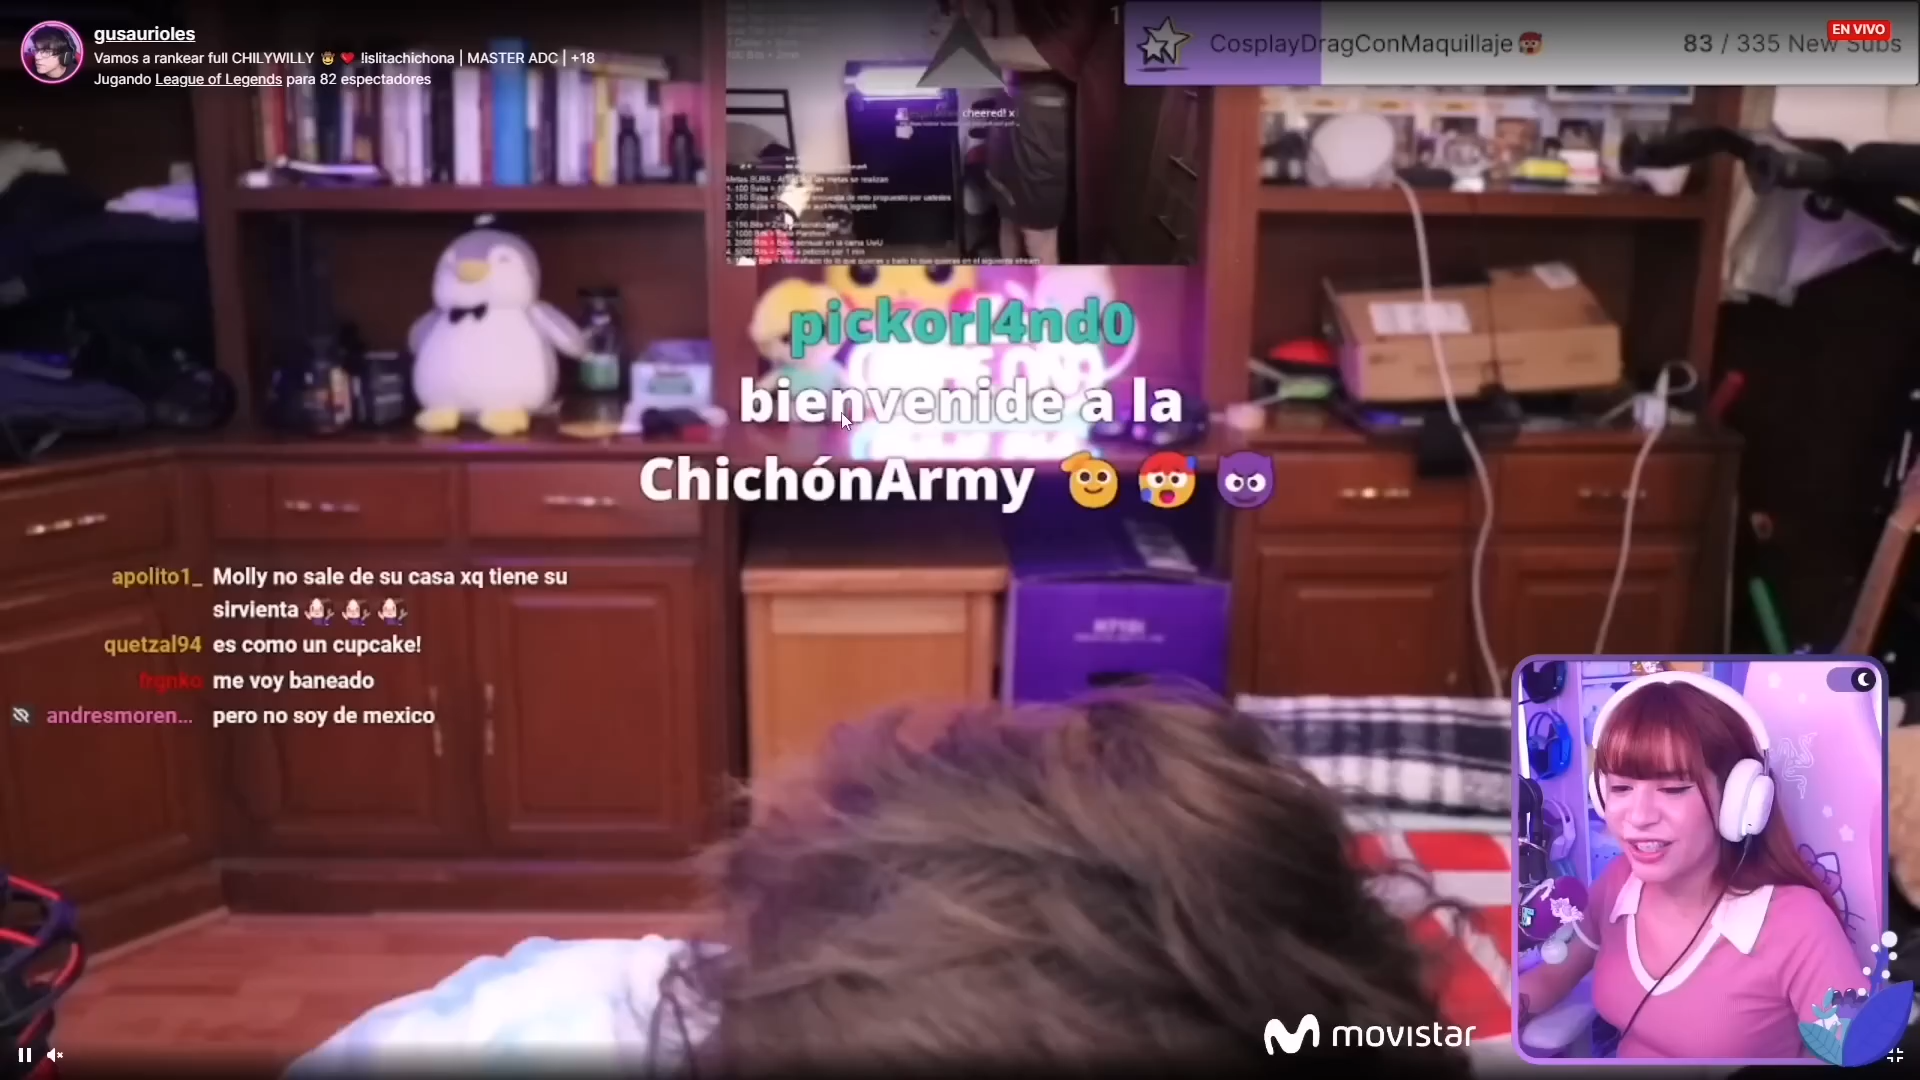 gusaurioles
Vamos a rankear full CHILYWILLY 🤠 ❤️ !islitachichona | MASTER ADC | +18
Jugando League of Legends para 82 espectadores
CosplayDragConMaquillaje🥵
83 / 335 New Subs
EN VIVO
cheered! x
pickorl4nd0
bienvenide a la
ChichónArmy 🫡 🥵 😈
apolito1_ Molly no sale de su casa xq tiene su
sirvienta
quetzal94 es como un cupcake!
frgnko me voy baneado
andresmoren... pero no soy de mexico
movistar